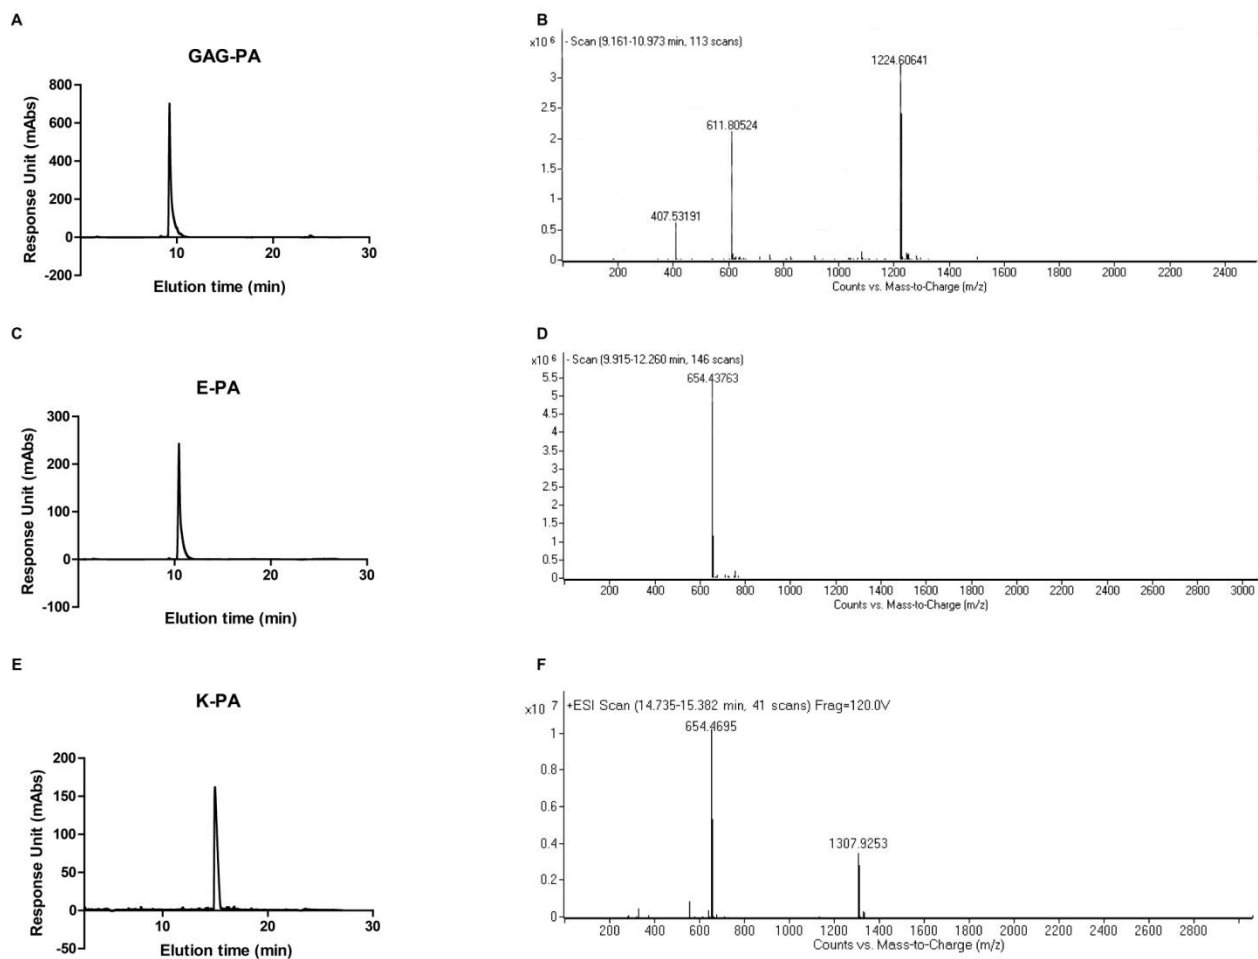 A
GAG-PA
Response Unit (mAbs)
800
600
400
200
0
-200
10
20
30
Elution time (min)
B
x10 6
- Scan (9.161-10.973 min, 113 scans)
1224.60641
611.80524
407.53191
3
2.5
2
1.5
1
0.5
0
200 400 600 800 1000 1200 1400 1600 1800 2000 2200 2400
Counts vs. Mass-to-Charge (m/z)
C
E-PA
Response Unit (mAbs)
300
200
100
0
-100
10
20
30
Elution time (min)
D
x10 6
- Scan (9.915-12.260 min, 146 scans)
654.43763
5.5
5
4.5
4
3.5
3
2.5
2
1.5
1
0.5
0
200 400 600 800 1000 1200 1400 1600 1800 2000 2200 2400 2600 2800 3000
Counts vs. Mass-to-Charge (m/z)
E
K-PA
Response Unit (mAbs)
200
150
100
50
0
-50
10
20
30
Elution time (min)
F
x10 7
+ESI Scan (14.735-15.382 min, 41 scans) Frag=120.0V
654.4695
1307.9253
1
0.8
0.6
0.4
0.2
0
200 400 600 800 1000 1200 1400 1600 1800 2000 2200 2400 2600 2800
Counts vs. Mass-to-Charge (m/z)